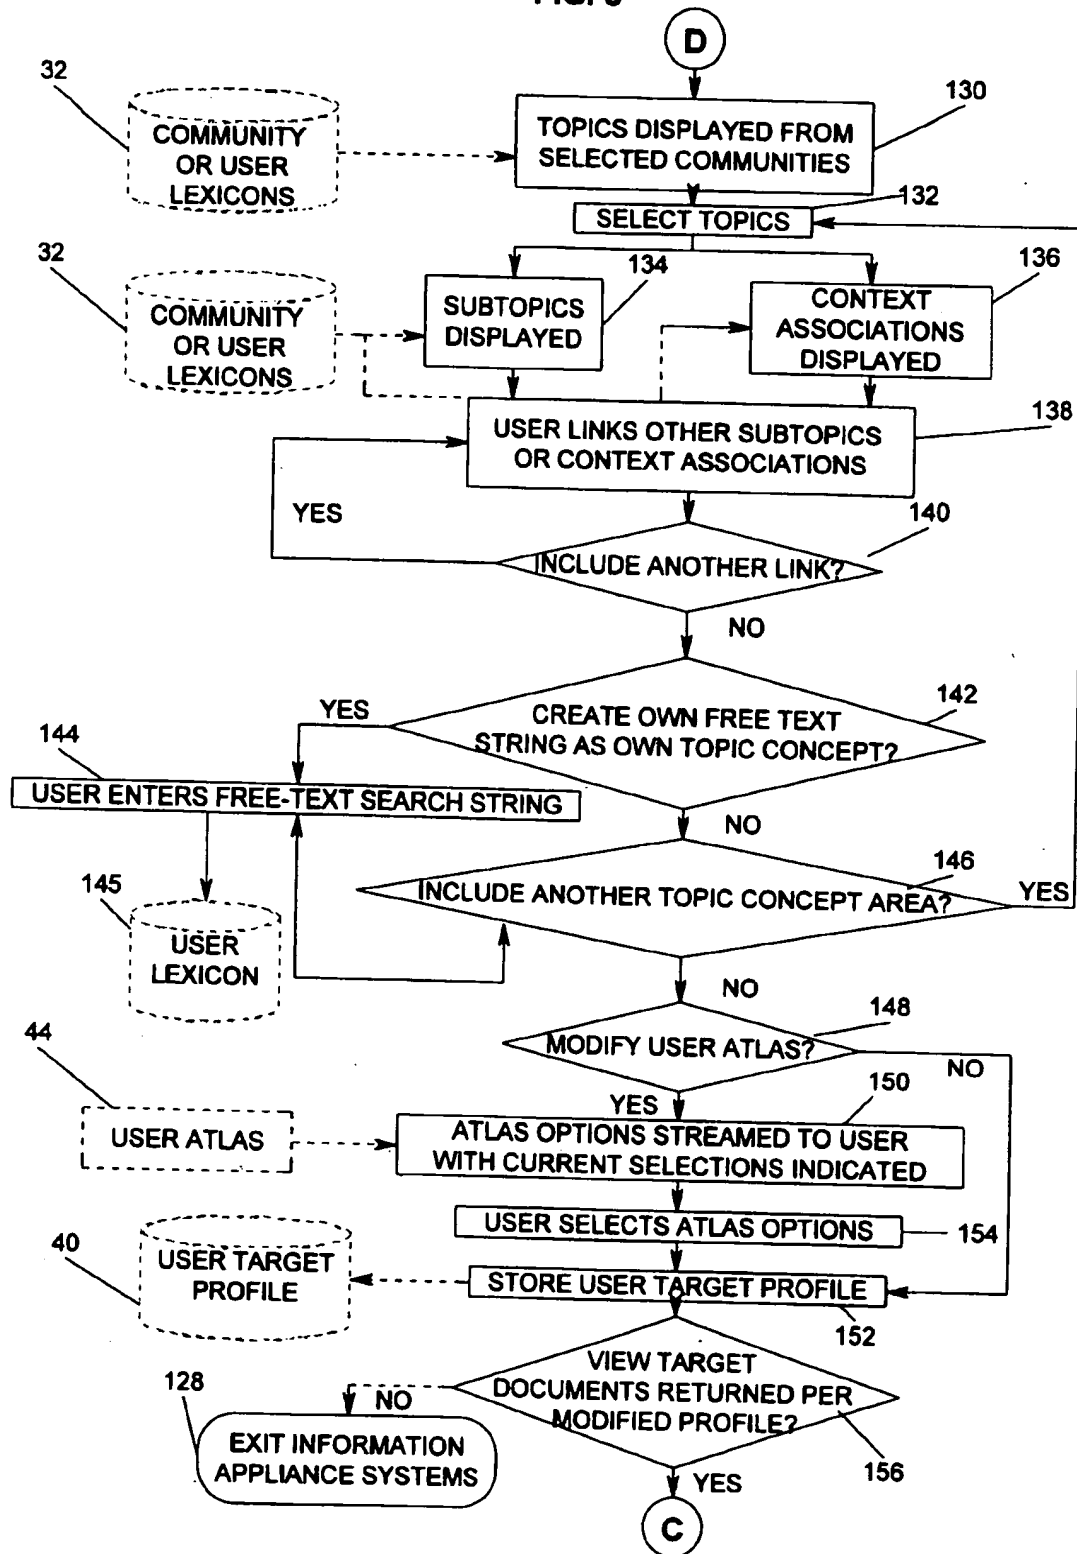 D
32
COMMUNITY
OR USER
LEXICONS
TOPICS DISPLAYED FROM
SELECTED COMMUNITIES
130
SELECT TOPICS
132
32
COMMUNITY
OR USER
LEXICONS
SUBTOPICS
DISPLAYED
134
CONTEXT
ASSOCIATIONS
DISPLAYED
136
USER LINKS OTHER SUBTOPICS
OR CONTEXT ASSOCIATIONS
138
YES
INCLUDE ANOTHER LINK?
140
NO
YES
CREATE OWN FREE TEXT
STRING AS OWN TOPIC CONCEPT?
142
144
USER ENTERS FREE-TEXT SEARCH STRING
NO
INCLUDE ANOTHER TOPIC CONCEPT AREA?
146
YES
145
USER
LEXICON
NO
MODIFY USER ATLAS?
148
NO
44
USER ATLAS
YES
150
ATLAS OPTIONS STREAMED TO USER
WITH CURRENT SELECTIONS INDICATED
USER SELECTS ATLAS OPTIONS
154
40
USER TARGET
PROFILE
STORE USER TARGET PROFILE
152
VIEW TARGET
DOCUMENTS RETURNED PER
MODIFIED PROFILE?
156
128
NO
EXIT INFORMATION
APPLIANCE SYSTEMS
YES
C